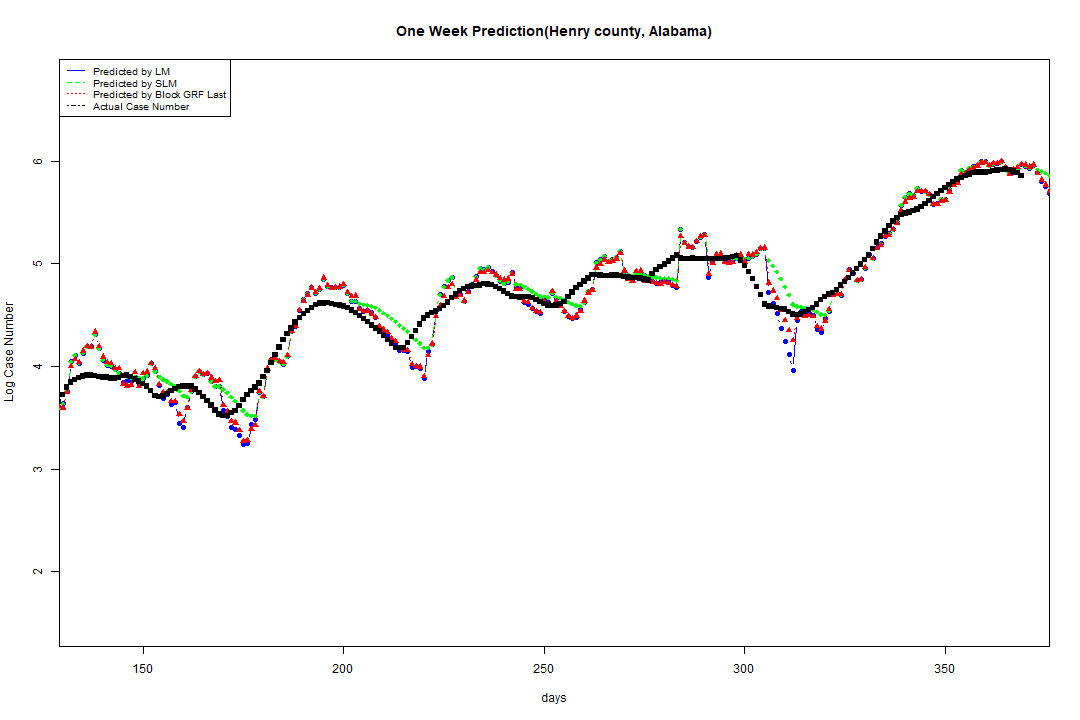 One Week Prediction(Henry county, Alabama)
Predicted by LM
Predicted by SLM
Predicted by Block GRF Last
Actual Case Number
6
5
4
3
2
Log Case Number
150 200 250 300 350
days